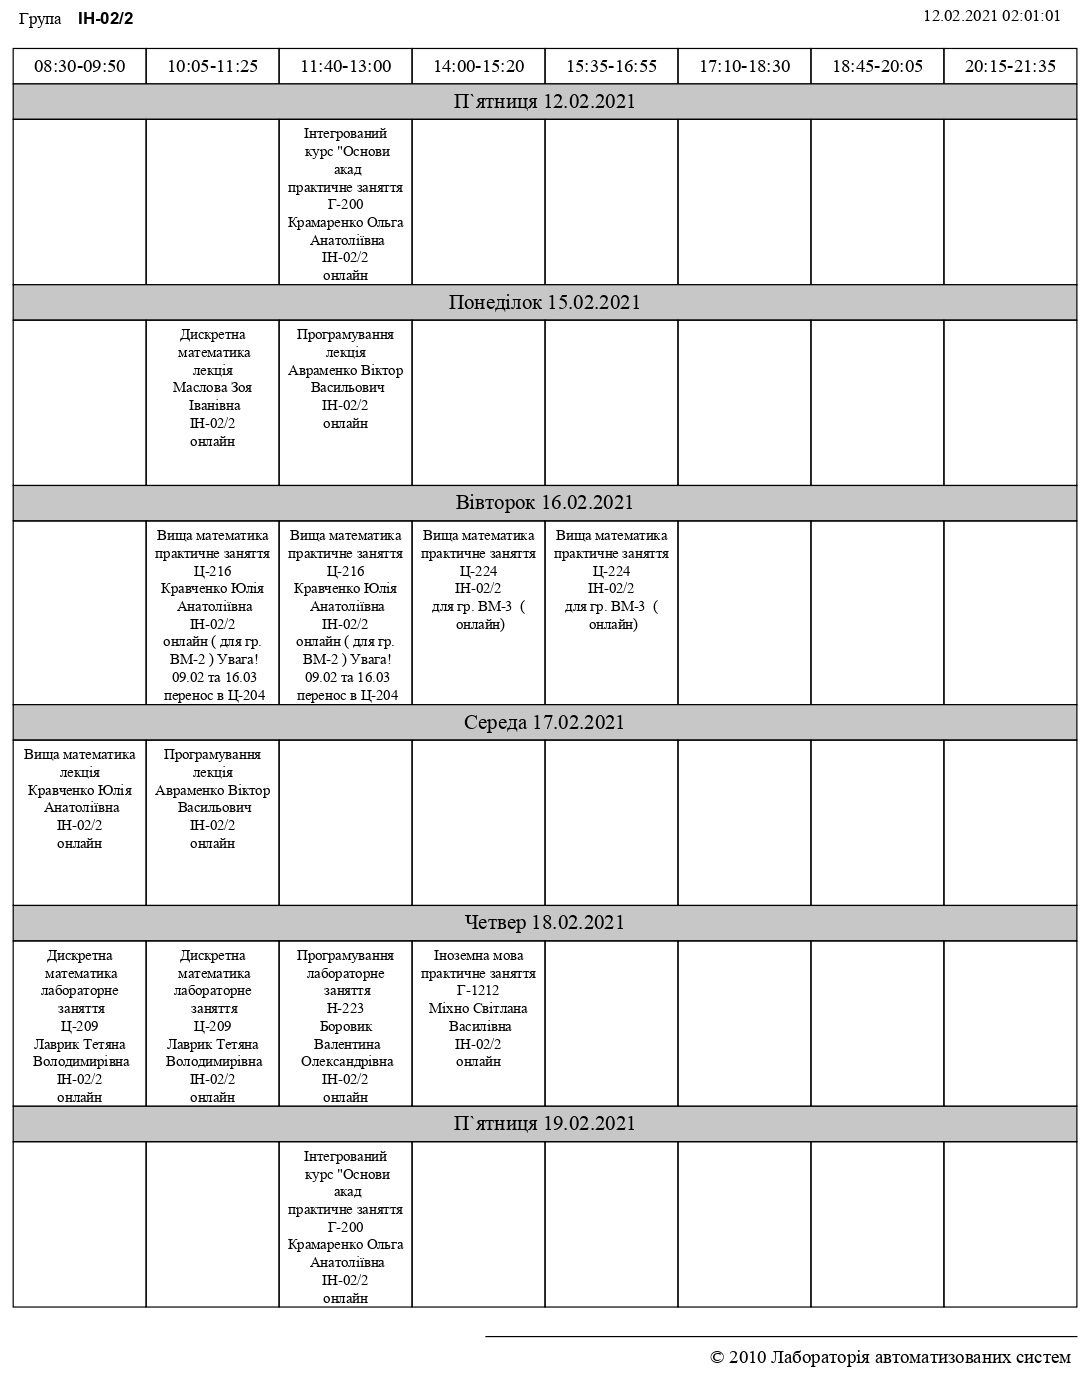 Група ІН-02/2
12.02.2021 02:01:01
08:30-09:50 10:05-11:25 11:40-13:00 14:00-15:20 15:35-16:55 17:10-18:30 18:45-20:05 20:15-21:35
П`ятниця 12.02.2021
Інтегрований
курс "Основи
акад
практичне заняття
Г-200
Крамаренко Ольга
Анатоліївна
ІН-02/2
онлайн
Понеділок 15.02.2021
Дискретна
математика
лекція
Маслова Зоя
Іванівна
ІН-02/2
онлайн
Програмування
лекція
Авраменко Віктор
Васильович
ІН-02/2
онлайн
Вівторок 16.02.2021
Вища математика
практичне заняття
Ц-216
Кравченко Юлія
Анатоліївна
ІН-02/2
онлайн ( для гр.
ВМ-2 ) Увага!
09.02 та 16.03
перенос в Ц-204
Вища математика
практичне заняття
Ц-216
Кравченко Юлія
Анатоліївна
ІН-02/2
онлайн ( для гр.
ВМ-2 ) Увага!
09.02 та 16.03
перенос в Ц-204
Вища математика
практичне заняття
Ц-224
ІН-02/2
для гр. ВМ-3 (
онлайн)
Вища математика
практичне заняття
Ц-224
ІН-02/2
для гр. ВМ-3 (
онлайн)
Середа 17.02.2021
Вища математика
лекція
Кравченко Юлія
Анатоліївна
ІН-02/2
онлайн
Програмування
лекція
Авраменко Віктор
Васильович
ІН-02/2
онлайн
Четвер 18.02.2021
Дискретна
математика
лабораторне
заняття
Ц-209
Лаврик Тетяна
Володимирівна
ІН-02/2
онлайн
Дискретна
математика
лабораторне
заняття
Ц-209
Лаврик Тетяна
Володимирівна
ІН-02/2
онлайн
Програмування
лабораторне
заняття
Н-223
Боровик
Валентина
Олександрівна
ІН-02/2
онлайн
Іноземна мова
практичне заняття
Г-1212
Міхно Світлана
Василівна
ІН-02/2
онлайн
П`ятниця 19.02.2021
Інтегрований
курс "Основи
акад
практичне заняття
Г-200
Крамаренко Ольга
Анатоліївна
ІН-02/2
онлайн
© 2010 Лабораторія автоматизованих систем